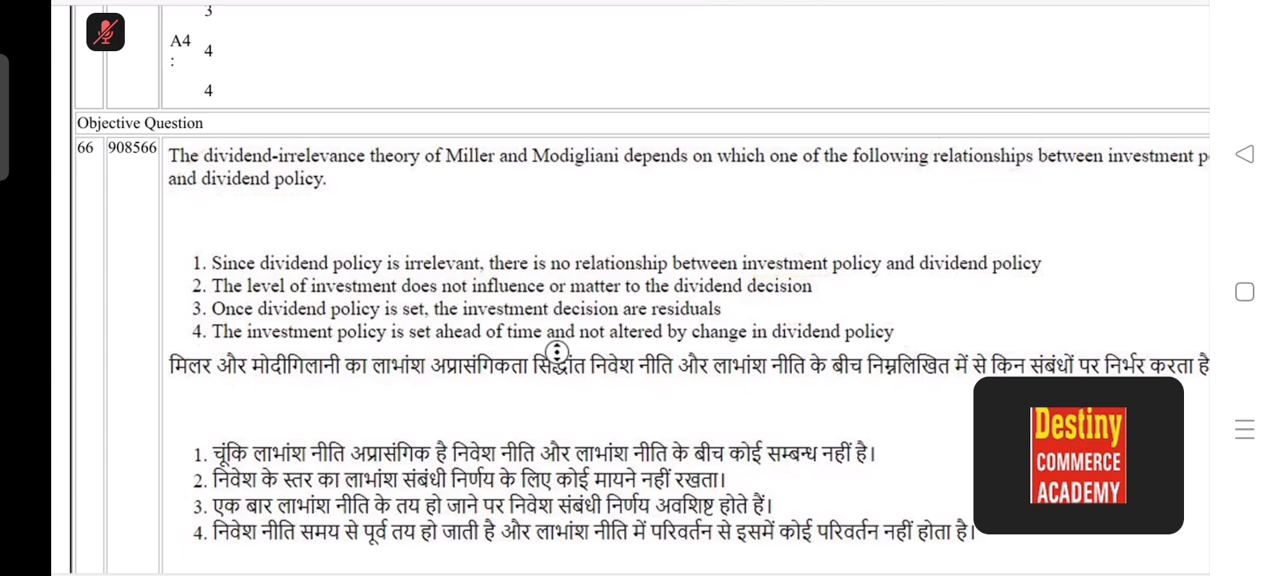 3
A4
:
4
4
Objective Question
66 908566 The dividend-irrelevance theory of Miller and Modigliani depends on which one of the following relationships between investment p
and dividend policy.
1. Since dividend policy is irrelevant, there is no relationship between investment policy and dividend policy
2. The level of investment does not influence or matter to the dividend decision
3. Once dividend policy is set, the investment decision are residuals
4. The investment policy is set ahead of time and not altered by change in dividend policy
मिलर और मोदीगिलानी का लाभांश अप्रासंगिकता सिद्धांत निवेश नीति और लाभांश नीति के बीच निम्नलिखित में से किन संबंधों पर निर्भर करता है
1. चूंकि लाभांश नीति अप्रासंगिक है निवेश नीति और लाभांश नीति के बीच कोई सम्बन्ध नहीं है।
2. निवेश के स्तर का लाभांश संबंधी निर्णय के लिए कोई मायने नहीं रखता।
3. एक बार लाभांश नीति के तय हो जाने पर निवेश संबंधी निर्णय अवशिष्ट होते हैं।
4. निवेश नीति समय से पूर्व तय हो जाती है और लाभांश नीति में परिवर्तन से इसमें कोई परिवर्तन नहीं होता है।
Destiny
COMMERCE
ACADEMY